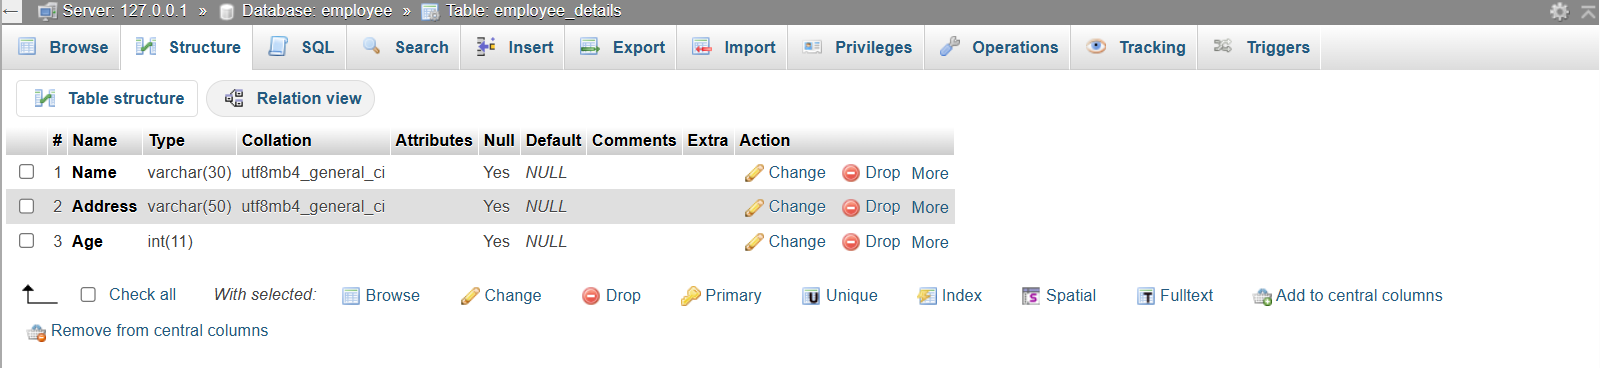 Server: 127.0.0.1 » Database: employee » Table: employee_details
Browse Structure SQL Search Insert Export Import Privileges Operations Tracking Triggers
Table structure Relation view
# Name Type Collation Attributes Null Default Comments Extra Action
1 Name varchar(30) utf8mb4_general_ci Yes NULL Change Drop More
2 Address varchar(50) utf8mb4_general_ci Yes NULL Change Drop More
3 Age int(11) Yes NULL Change Drop More
Check all With selected: Browse Change Drop Primary Unique Index Spatial Fulltext Add to central columns
Remove from central columns